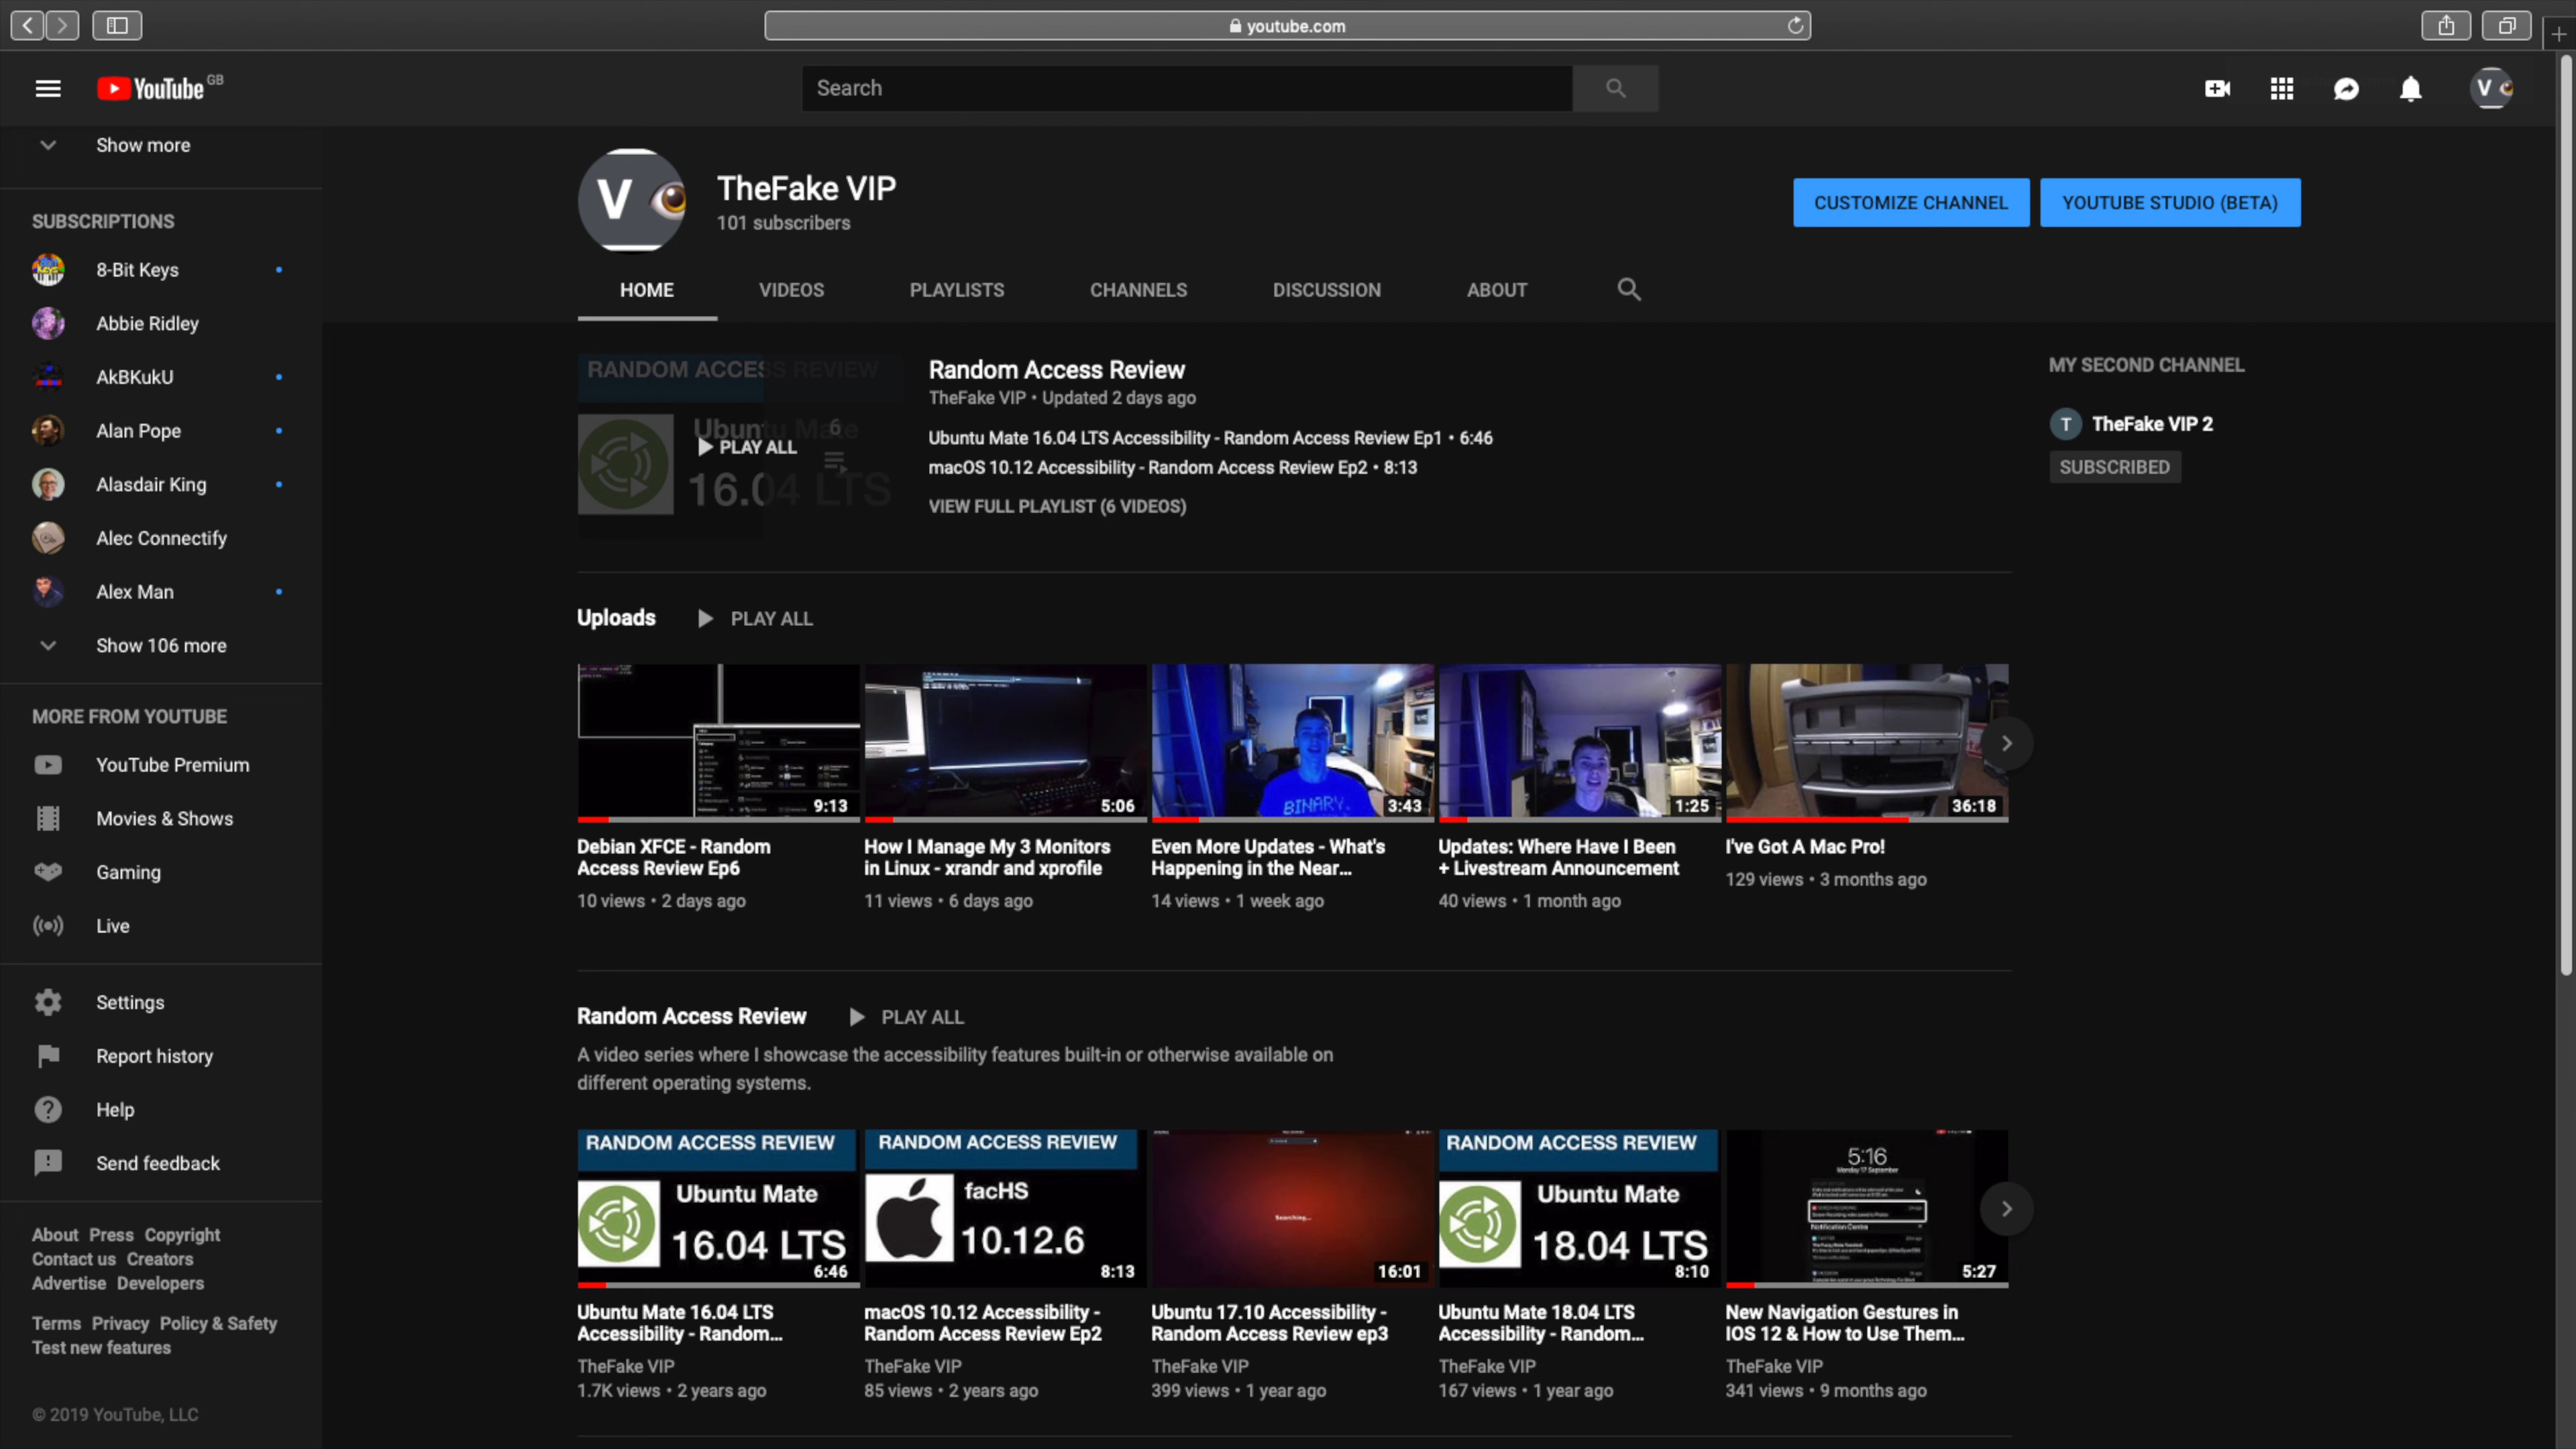 youtube.com
YouTube GB
Search
Show more
SUBSCRIPTIONS
8-Bit Keys
Abbie Ridley
AkBKukU
Alan Pope
Alasdair King
Alec Connectify
Alex Man
Show 106 more
MORE FROM YOUTUBE
YouTube Premium
Movies & Shows
Gaming
Live
Settings
Report history
Help
Send feedback
About Press Copyright
Contact us Creators
Advertise Developers
Terms Privacy Policy & Safety
Test new features
© 2019 YouTube, LLC
V
TheFake VIP
101 subscribers
CUSTOMIZE CHANNEL
YOUTUBE STUDIO (BETA)
HOME VIDEOS PLAYLISTS CHANNELS DISCUSSION ABOUT
RANDOM ACCESS REVIEW
Ubuntu Mate
16.04 LTS
6
PLAY ALL
Random Access Review
TheFake VIP • Updated 2 days ago
Ubuntu Mate 16.04 LTS Accessibility - Random Access Review Ep1 • 6:46
macOS 10.12 Accessibility - Random Access Review Ep2 • 8:13
VIEW FULL PLAYLIST (6 VIDEOS)
MY SECOND CHANNEL
T
TheFake VIP 2
SUBSCRIBED
Uploads PLAY ALL
9:13
Debian XFCE - Random
Access Review Ep6
10 views • 2 days ago
5:06
How I Manage My 3 Monitors
in Linux - xrandr and xprofile
11 views • 6 days ago
BINARY.
3:43
Even More Updates - What's
Happening in the Near...
14 views • 1 week ago
1:25
Updates: Where Have I Been
+ Livestream Announcement
40 views • 1 month ago
36:18
I've Got A Mac Pro!
129 views • 3 months ago
Random Access Review PLAY ALL
A video series where I showcase the accessibility features built-in or otherwise available on
different operating systems.
RANDOM ACCESS REVIEW
Ubuntu Mate
16.04 LTS
6:46
Ubuntu Mate 16.04 LTS
Accessibility - Random...
TheFake VIP
1.7K views • 2 years ago
RANDOM ACCESS REVIEW
facHS
10.12.6
8:13
macOS 10.12 Accessibility -
Random Access Review Ep2
TheFake VIP
85 views • 2 years ago
Searching...
16:01
Ubuntu 17.10 Accessibility -
Random Access Review ep3
TheFake VIP
399 views • 1 year ago
RANDOM ACCESS REVIEW
Ubuntu Mate
18.04 LTS
8:10
Ubuntu Mate 18.04 LTS
Accessibility - Random...
TheFake VIP
167 views • 1 year ago
5:16
Monday 17 September
Notification Centre
5:27
New Navigation Gestures in
IOS 12 & How to Use Them...
TheFake VIP
341 views • 9 months ago